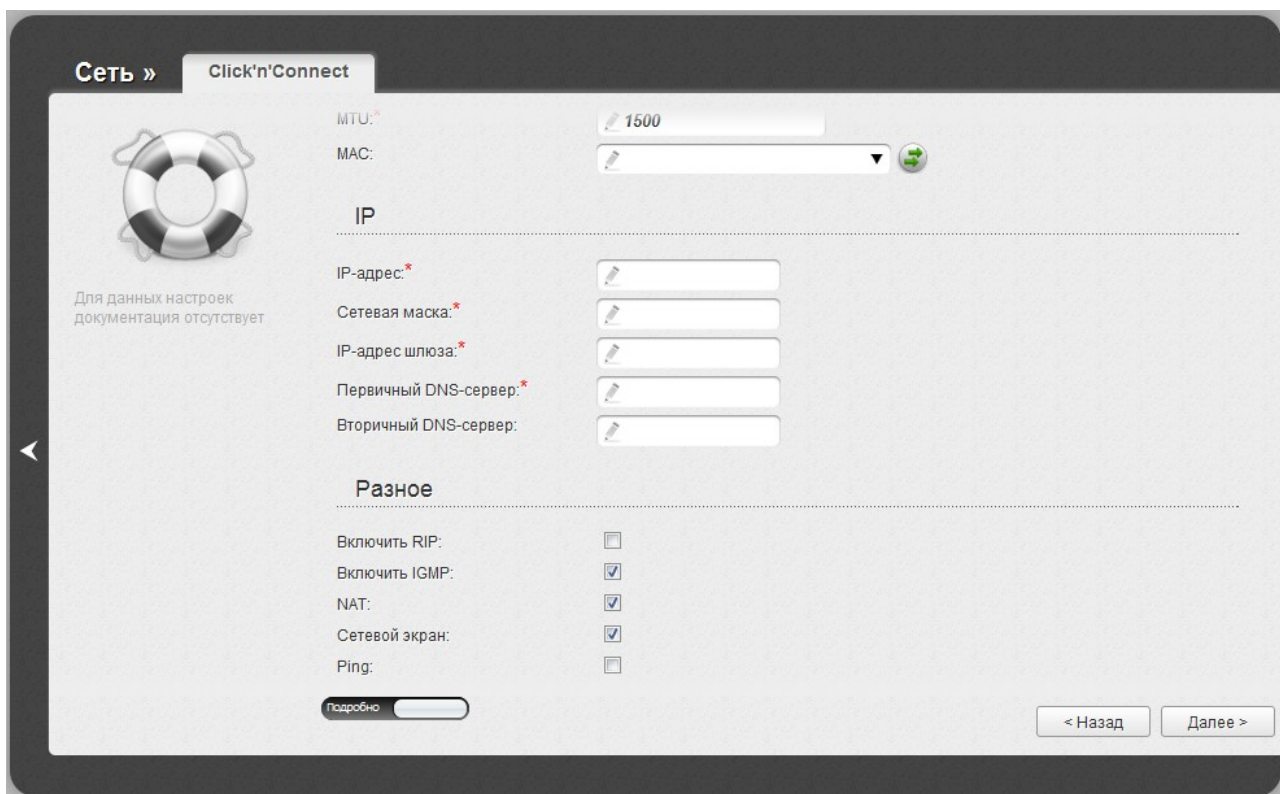 Сеть »
Click'n'Connect
Для данных настроек
документация отсутствует
MTU:* 1500
MAC:
IP
IP-адрес:*
Сетевая маска:*
IP-адрес шлюза:*
Первичный DNS-сервер:*
Вторичный DNS-сервер:
Разное
Включить RIP:
Включить IGMP:
NAT:
Сетевой экран:
Ping:
Подробно
< Назад
Далее >